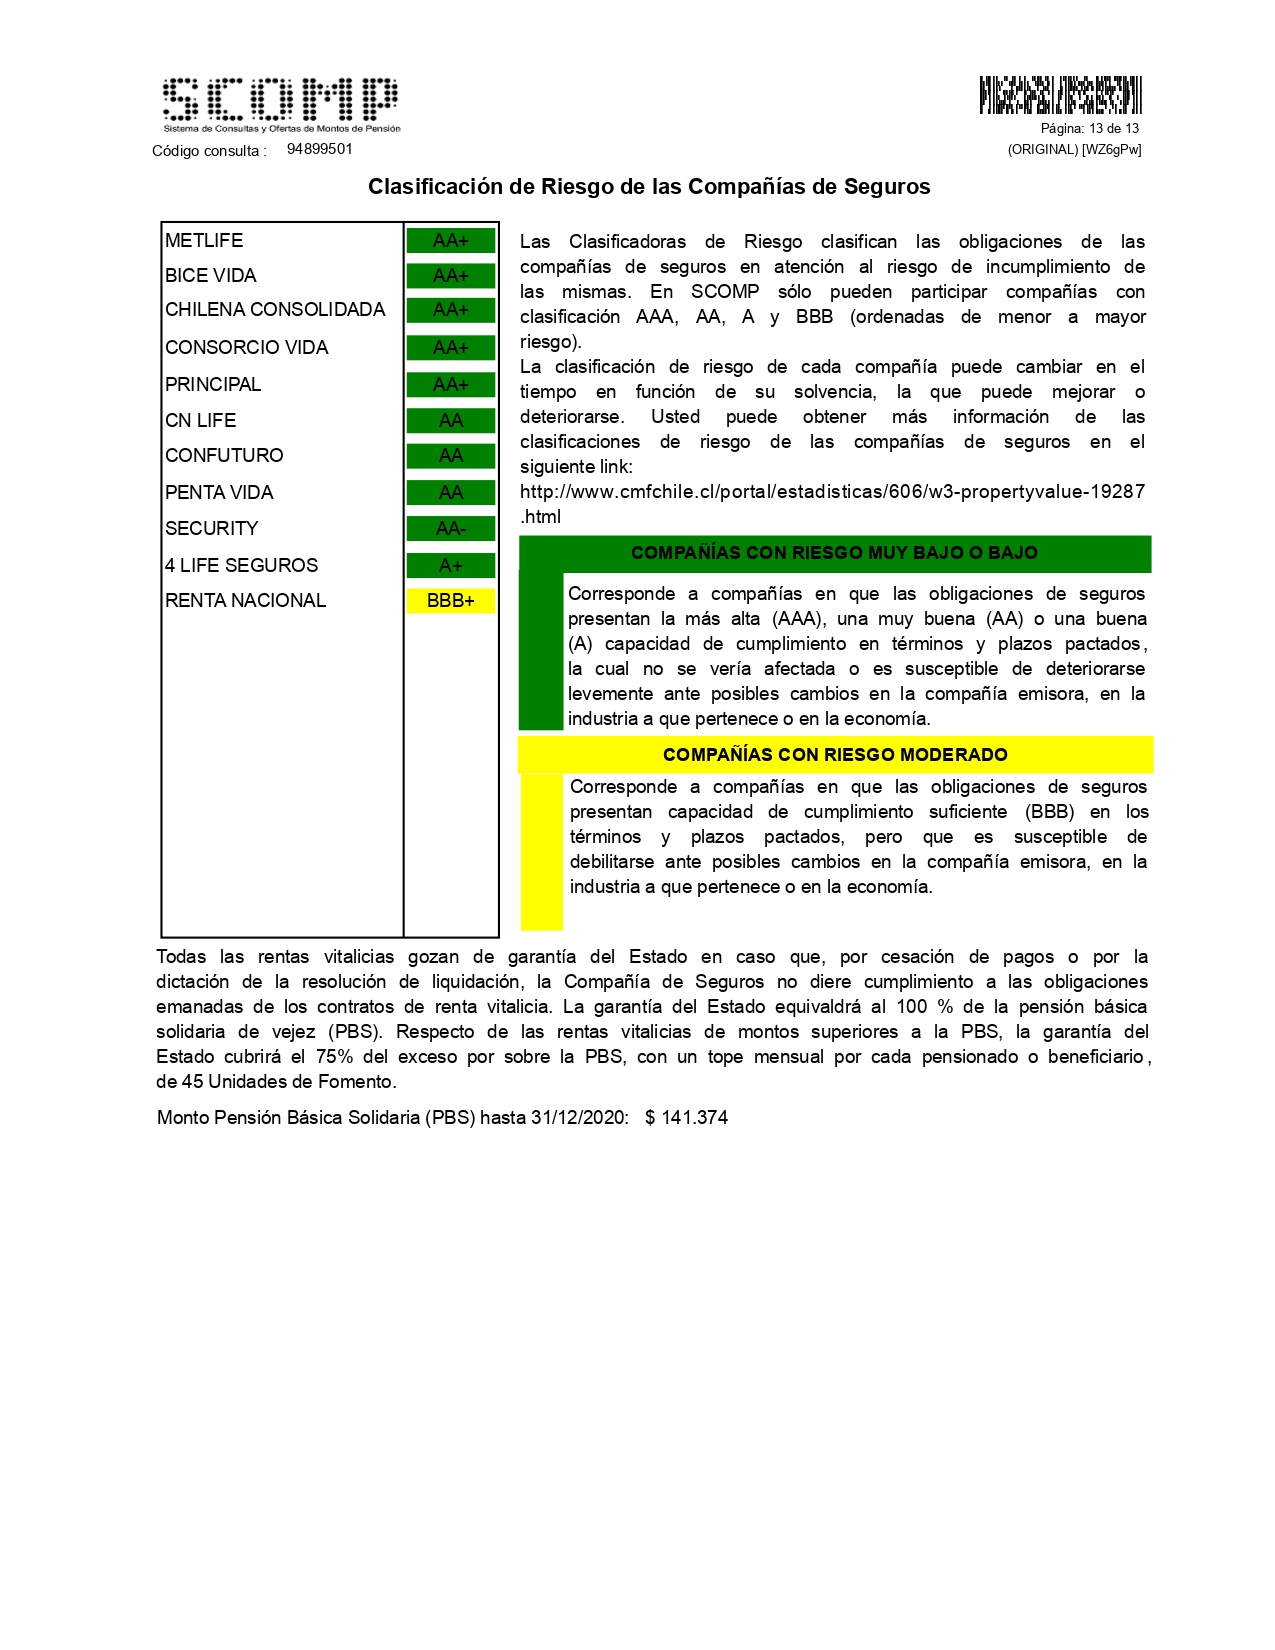 SCOMP
Sistema de Consultas y Ofertas de Montos de Pensión
Código consulta : 94899501
Página: 13 de 13
(ORIGINAL) [WZ6gPw]
Clasificación de Riesgo de las Compañías de Seguros
METLIFE AA+
BICE VIDA AA+
CHILENA CONSOLIDADA AA+
CONSORCIO VIDA AA+
PRINCIPAL AA+
CN LIFE AA
CONFUTURO AA
PENTA VIDA AA
SECURITY AA-
4 LIFE SEGUROS A+
RENTA NACIONAL BBB+
Las Clasificadoras de Riesgo clasifican las obligaciones de las
compañías de seguros en atención al riesgo de incumplimiento de
las mismas. En SCOMP sólo pueden participar compañías con
clasificación AAA, AA, A y BBB (ordenadas de menor a mayor
riesgo).
La clasificación de riesgo de cada compañía puede cambiar en el
tiempo en función de su solvencia, la que puede mejorar o
deteriorarse. Usted puede obtener más información de las
clasificaciones de riesgo de las compañías de seguros en el
siguiente link:
http://www.cmfchile.cl/portal/estadisticas/606/w3-propertyvalue-19287
.html
COMPAÑÍAS CON RIESGO MUY BAJO O BAJO
Corresponde a compañías en que las obligaciones de seguros
presentan la más alta (AAA), una muy buena (AA) o una buena
(A) capacidad de cumplimiento en términos y plazos pactados,
la cual no se vería afectada o es susceptible de deteriorarse
levemente ante posibles cambios en la compañía emisora, en la
industria a que pertenece o en la economía.
COMPAÑÍAS CON RIESGO MODERADO
Corresponde a compañías en que las obligaciones de seguros
presentan capacidad de cumplimiento suficiente (BBB) en los
términos y plazos pactados, pero que es susceptible de
debilitarse ante posibles cambios en la compañía emisora, en la
industria a que pertenece o en la economía.
Todas las rentas vitalicias gozan de garantía del Estado en caso que, por cesación de pagos o por la
dictación de la resolución de liquidación, la Compañía de Seguros no diere cumplimiento a las obligaciones
emanadas de los contratos de renta vitalicia. La garantía del Estado equivaldrá al 100 % de la pensión básica
solidaria de vejez (PBS). Respecto de las rentas vitalicias de montos superiores a la PBS, la garantía del
Estado cubrirá el 75% del exceso por sobre la PBS, con un tope mensual por cada pensionado o beneficiario,
de 45 Unidades de Fomento.
Monto Pensión Básica Solidaria (PBS) hasta 31/12/2020: $ 141.374